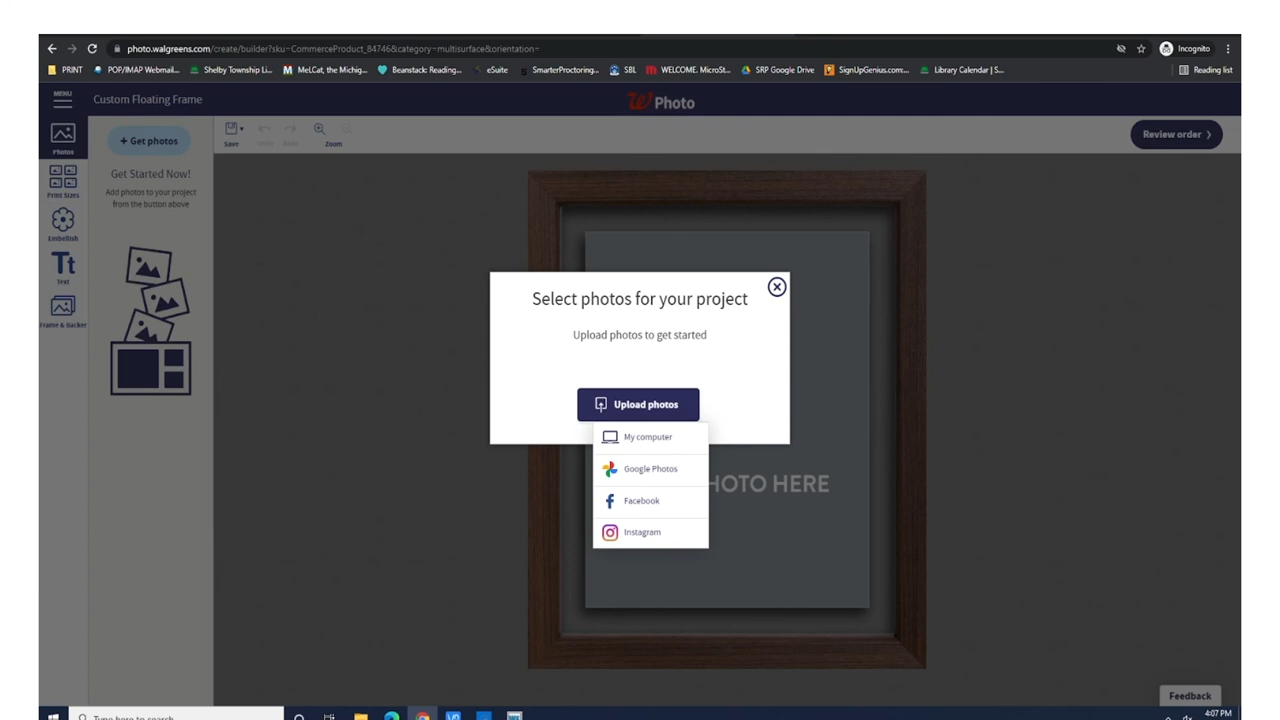 photo.walgreens.com/create/builder?sku=CommerceProduct_84746&category=multisurface&orientation=
Incognito
PRINT
POP/IMAP Webmail...
Shelby Township Li...
MeLCat, the Michig...
Beanstack: Reading...
eSuite
SmarterProctoring...
SBL
WELCOME. MicroSt...
SRP Google Drive
SignUpGenius.com...
Library Calendar | S...
Reading list
MENU
Custom Floating Frame
W Photo
Photos
+ Get photos
Save
Undo
Redo
Zoom
Review order
Get Started Now!
Add photos to your project
from the button above
Print Sizes
Embellish
Tt
Text
Frame & Backer
Select photos for your project
Upload photos to get started
Upload photos
My computer
Google Photos
Facebook
Instagram
HOTO HERE
Feedback
Type here to search
4:07 PM